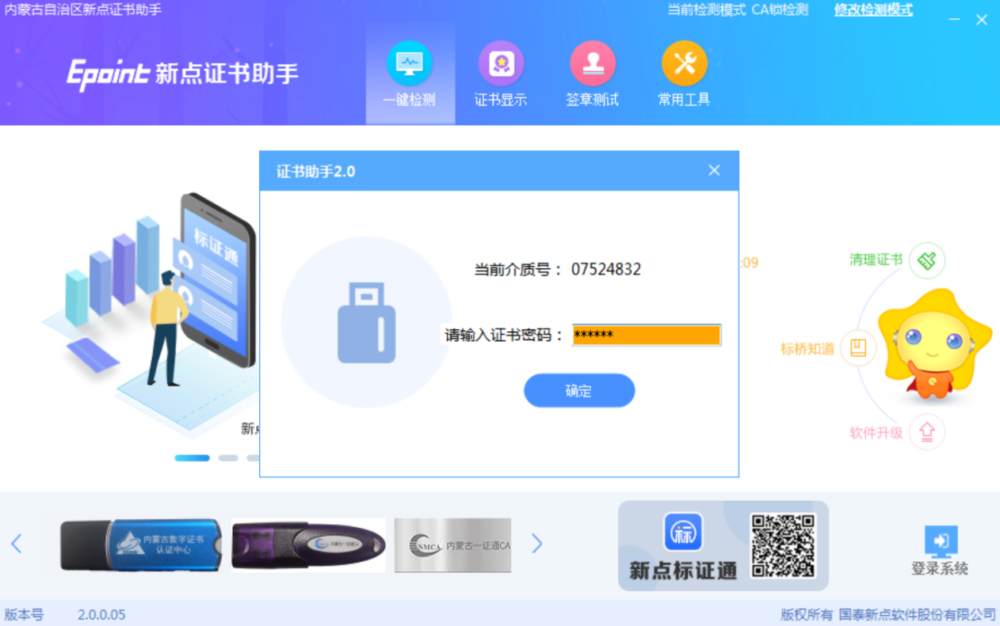 内蒙古自治区新点证书助手
当前检测模式 CA锁检测 修改检测模式
Epoint 新点证书助手
一键检测 证书显示 签章测试 常用工具
证书助手2.0
标证通
当前介质号： 07524832
:09
清理证书
请输入证书密码： ******
标桥知道
确定
新点
软件升级
内蒙古数字证书
认证中心
内蒙古一证通CA
NMCA 内蒙古一证通CA
标
新点标证通
登录系统
版本号 2.0.0.05
版权所有 国泰新点软件股份有限公司